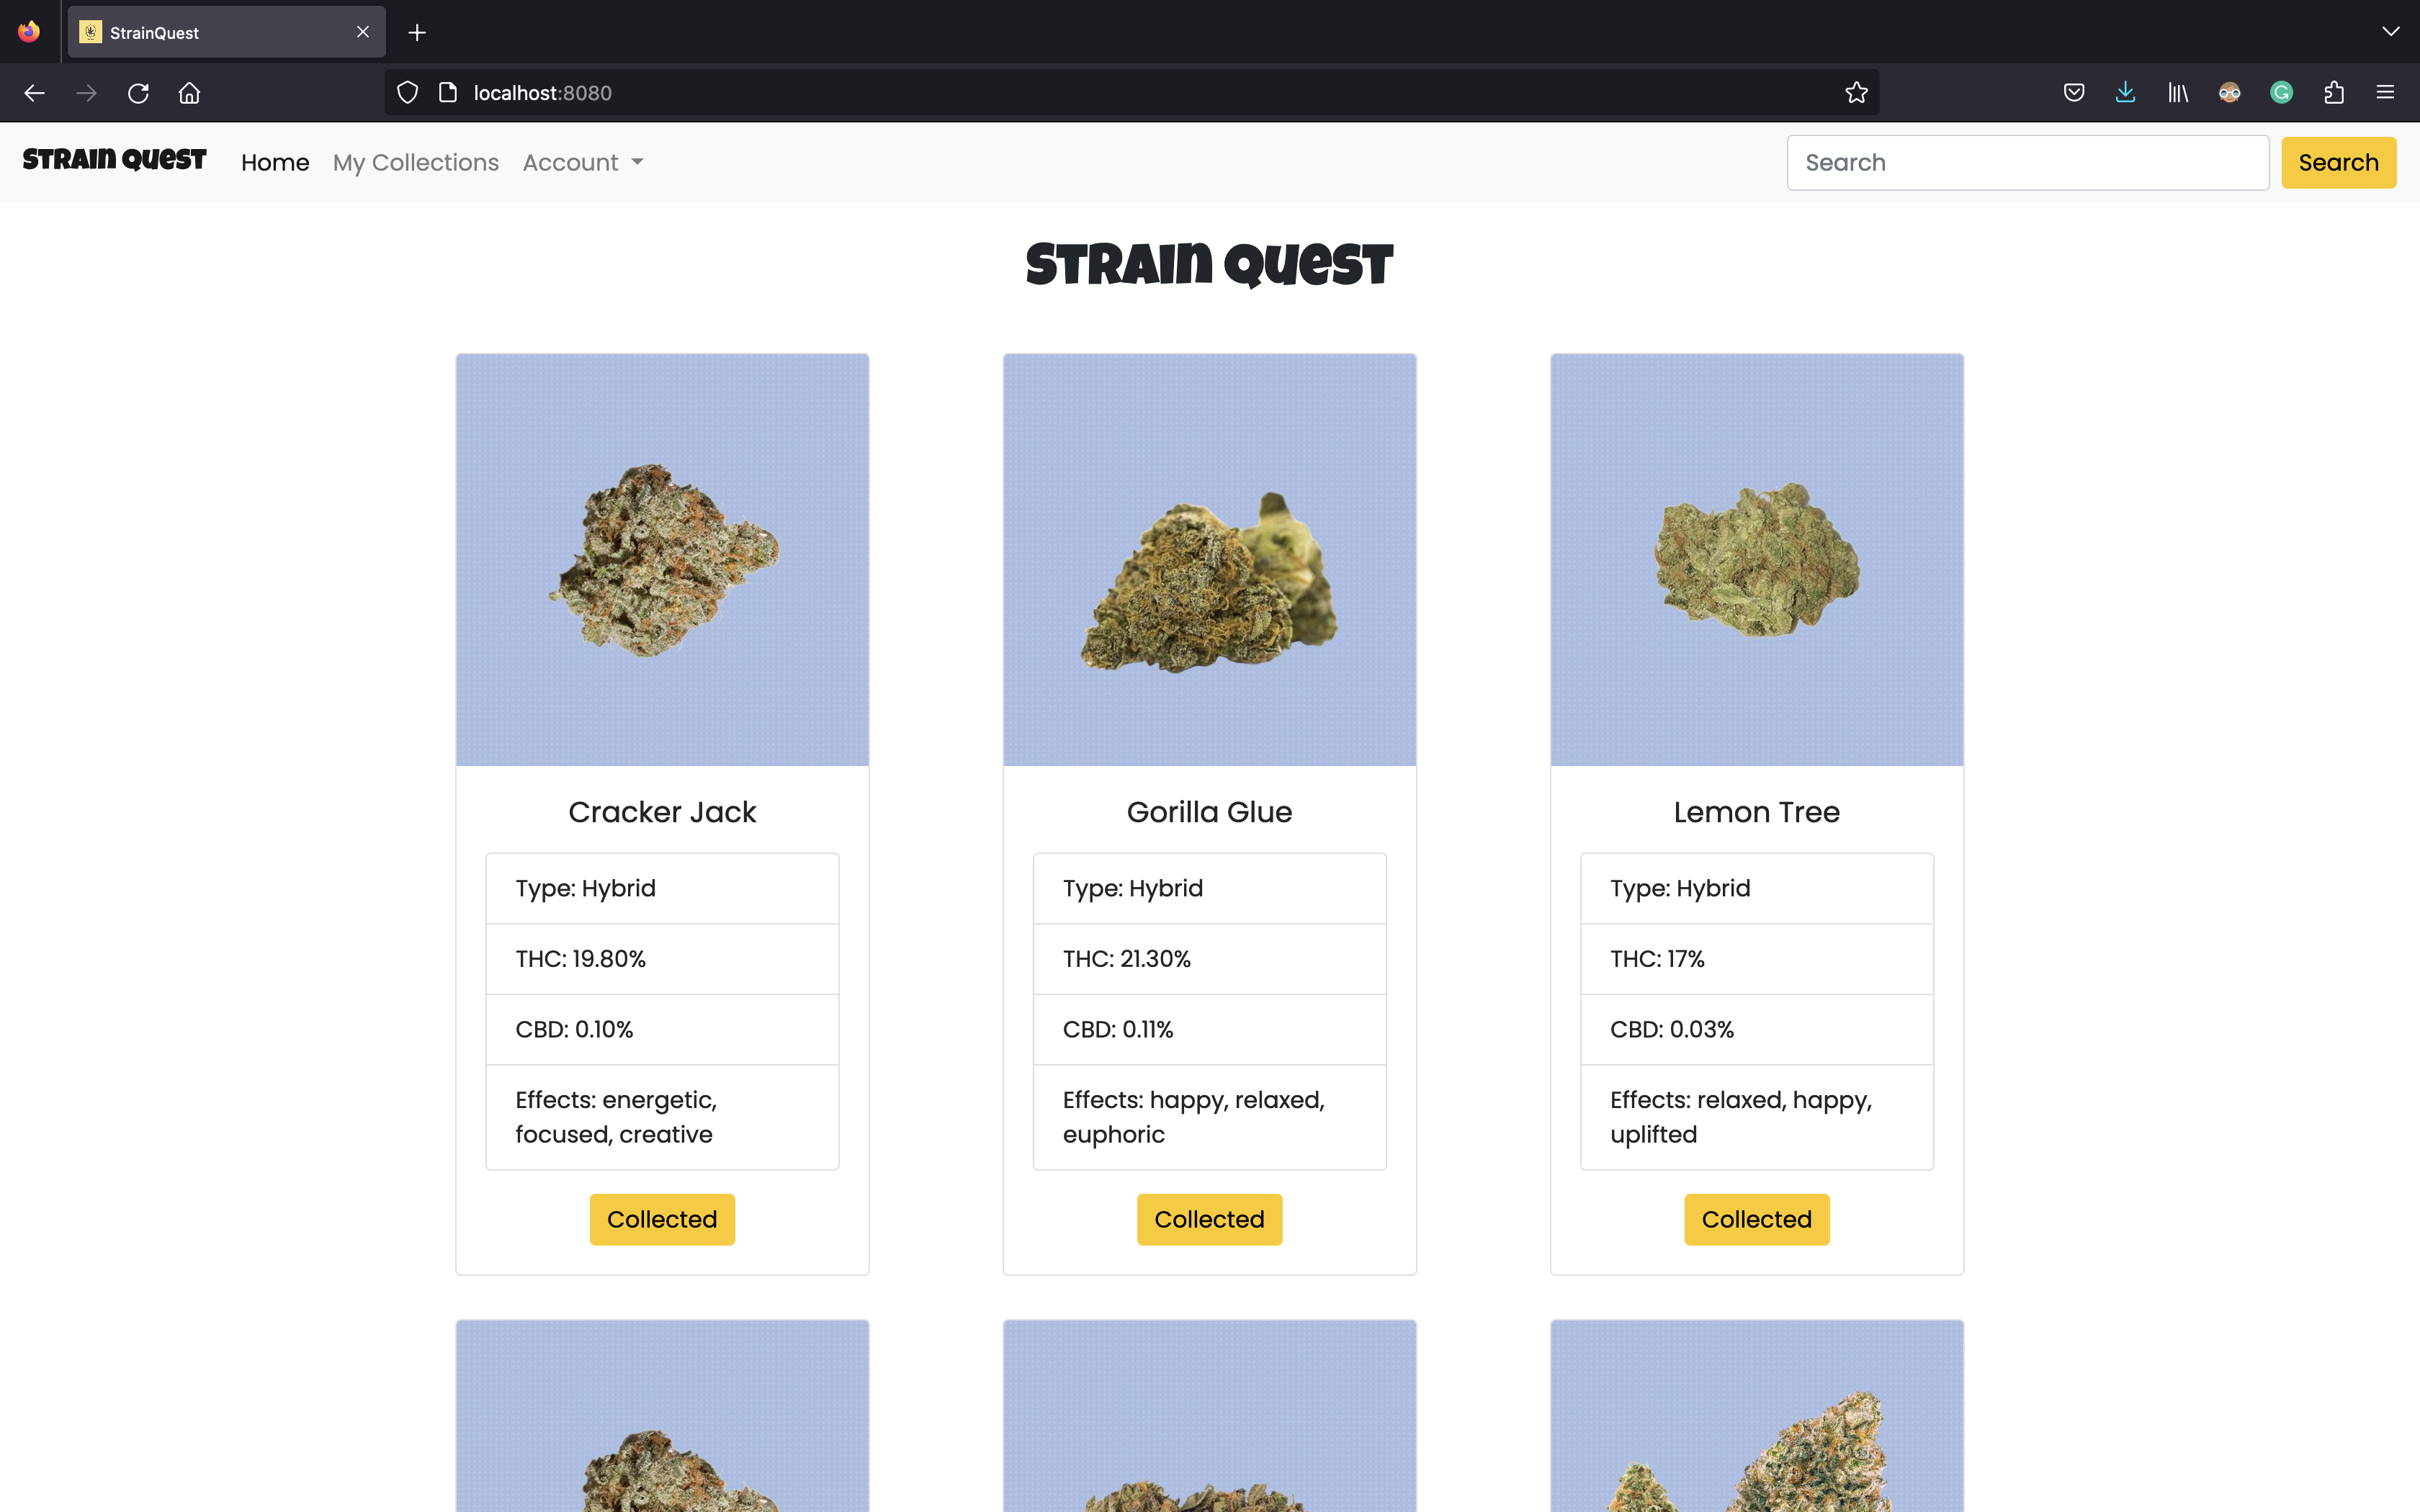 StrainQuest
localhost:8080
Strain Quest
Home
My Collections
Account
Search
Search
Strain Quest
Cracker Jack
Type: Hybrid
THC: 19.80%
CBD: 0.10%
Effects: energetic,
focused, creative
Collected
Gorilla Glue
Type: Hybrid
THC: 21.30%
CBD: 0.11%
Effects: happy, relaxed,
euphoric
Collected
Lemon Tree
Type: Hybrid
THC: 17%
CBD: 0.03%
Effects: relaxed, happy,
uplifted
Collected